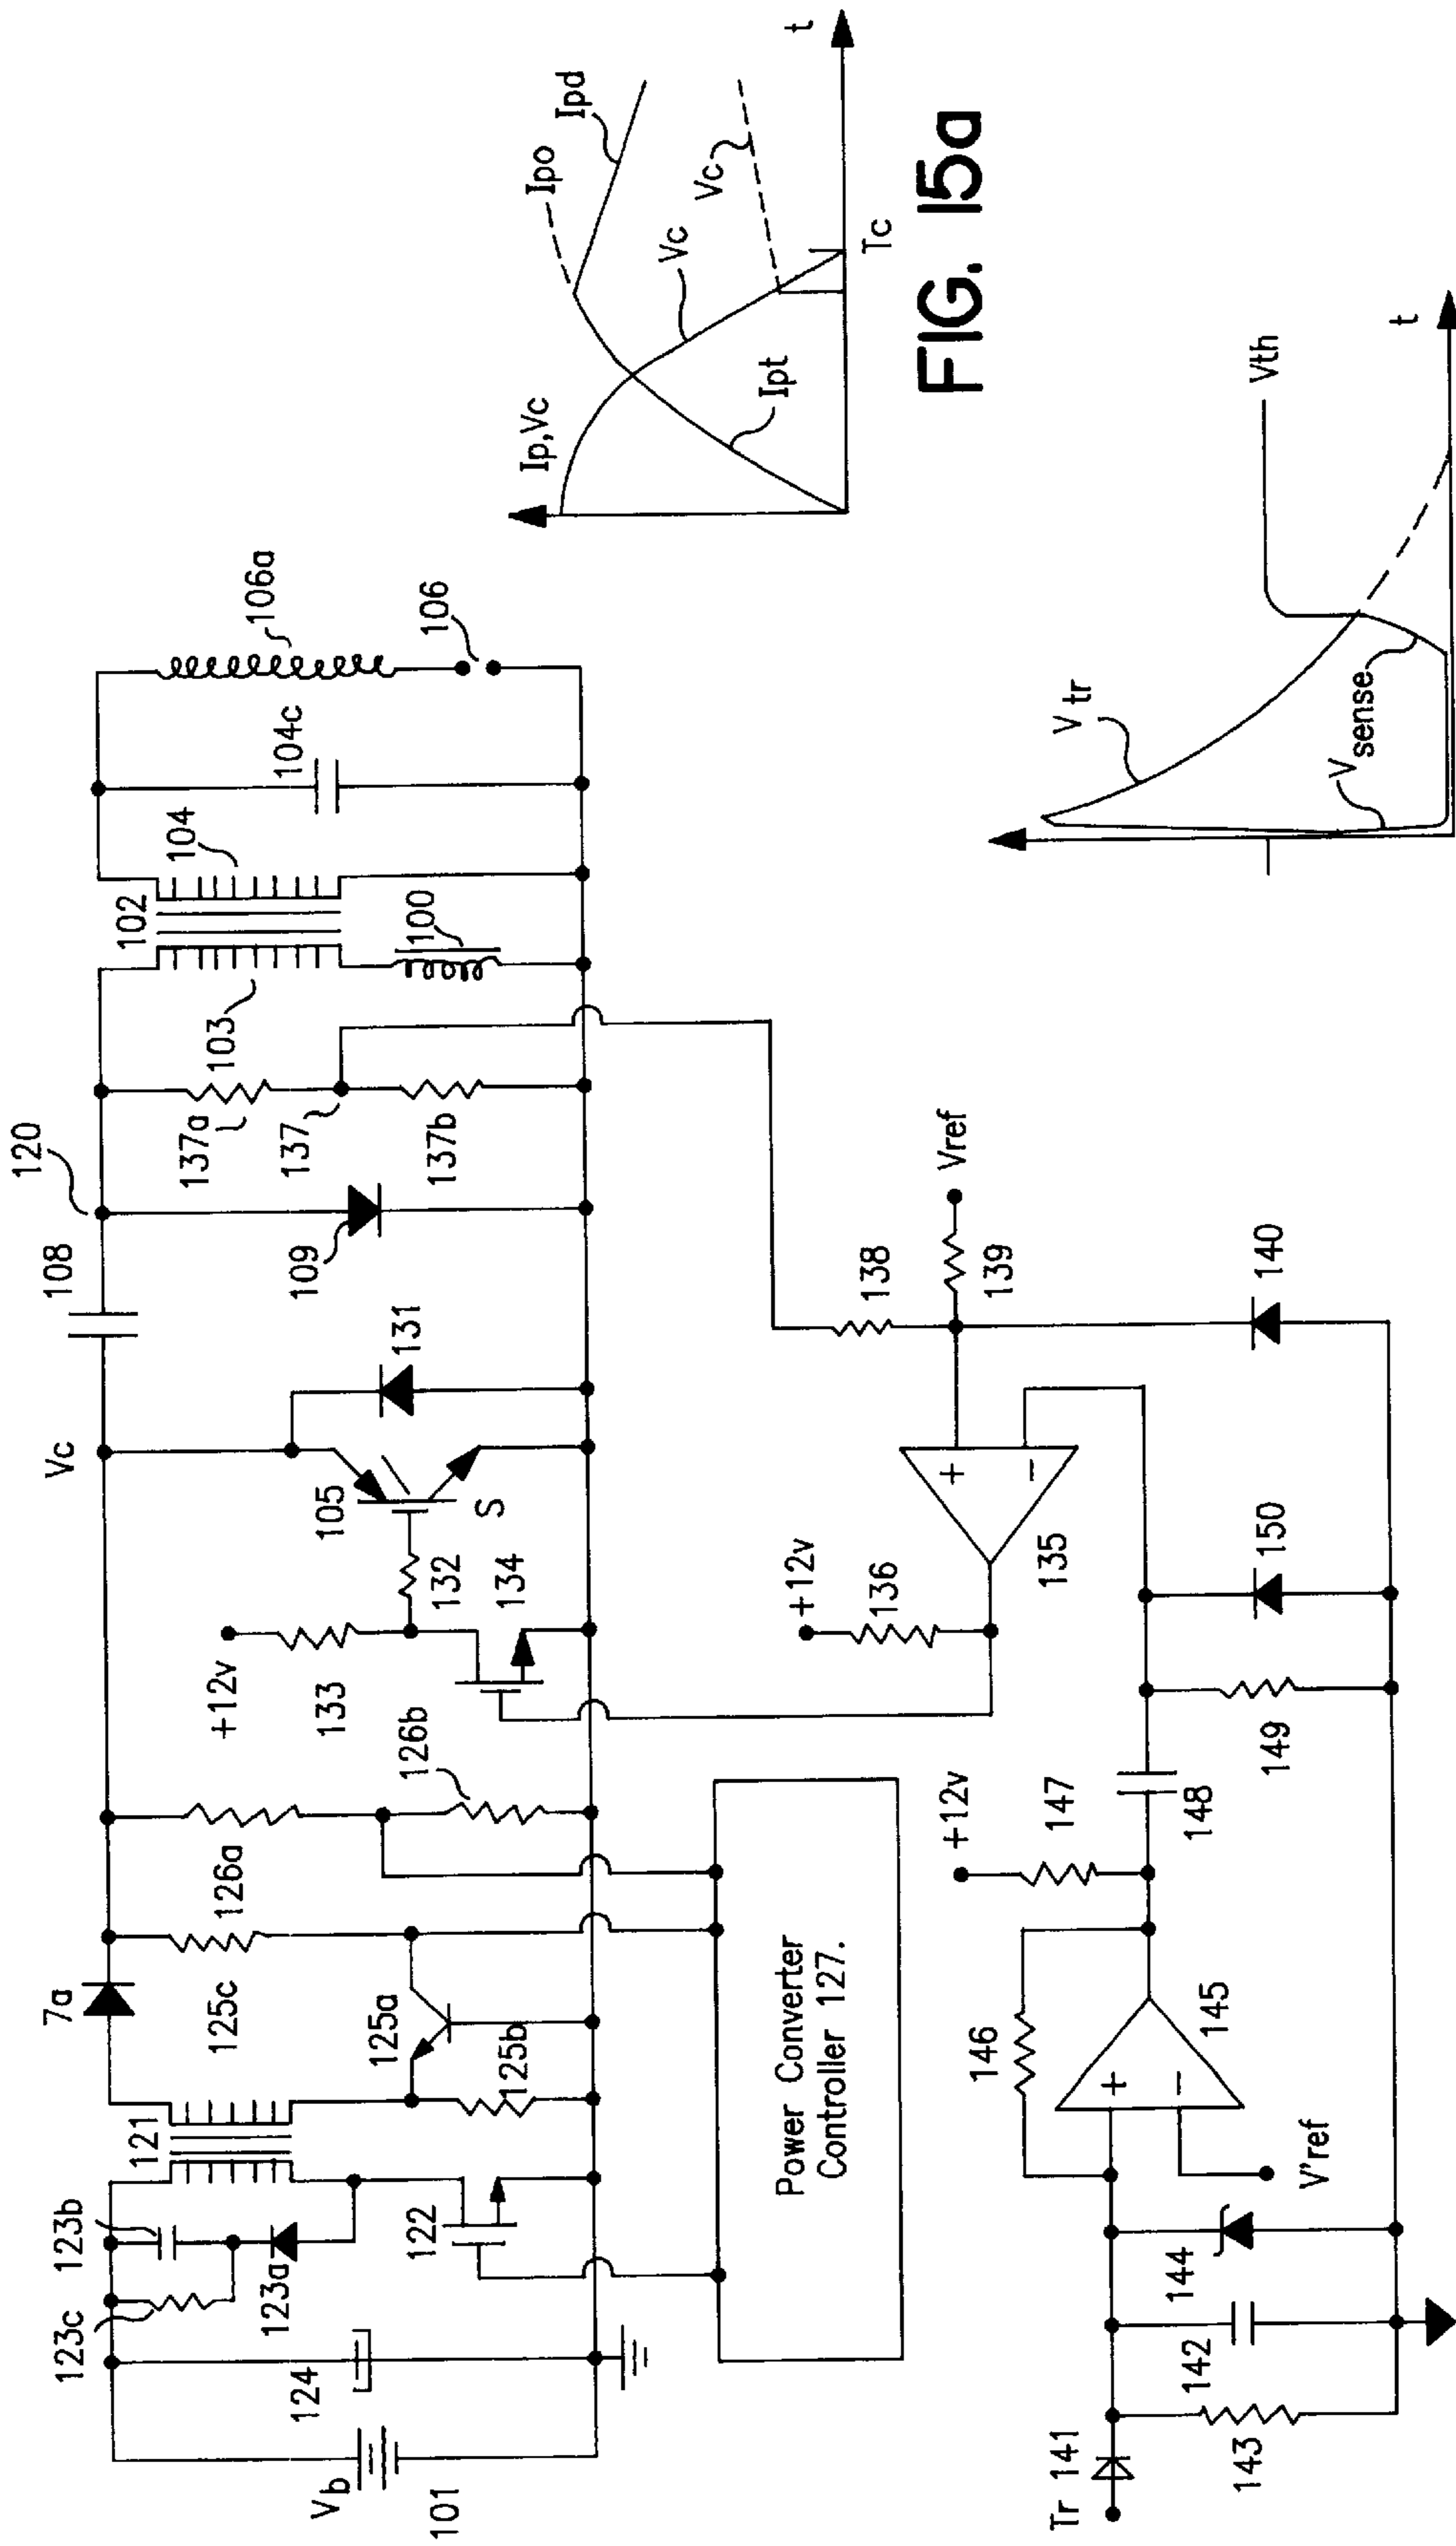 120
Vc
108
7a
121
123b
123c
123a
124
Vb
101
122
125c
125a
125b
126a
126b
+12v
133
132
134
105
S
131
109
137a
137
137b
103
102
104
100
104c
106a
106
Power Converter
Controller 127.
+12v
136
135
+
−
138
139
Vref
140
150
149
148
147
+12v
146
145
+
−
V'ref
144
142
143
Tr 141
Ip,Vc
Ipo
Ipd
Vc
Vc
Ipt
Tc
t
FIG. 15a
Vtr
Vsense
Vth
t